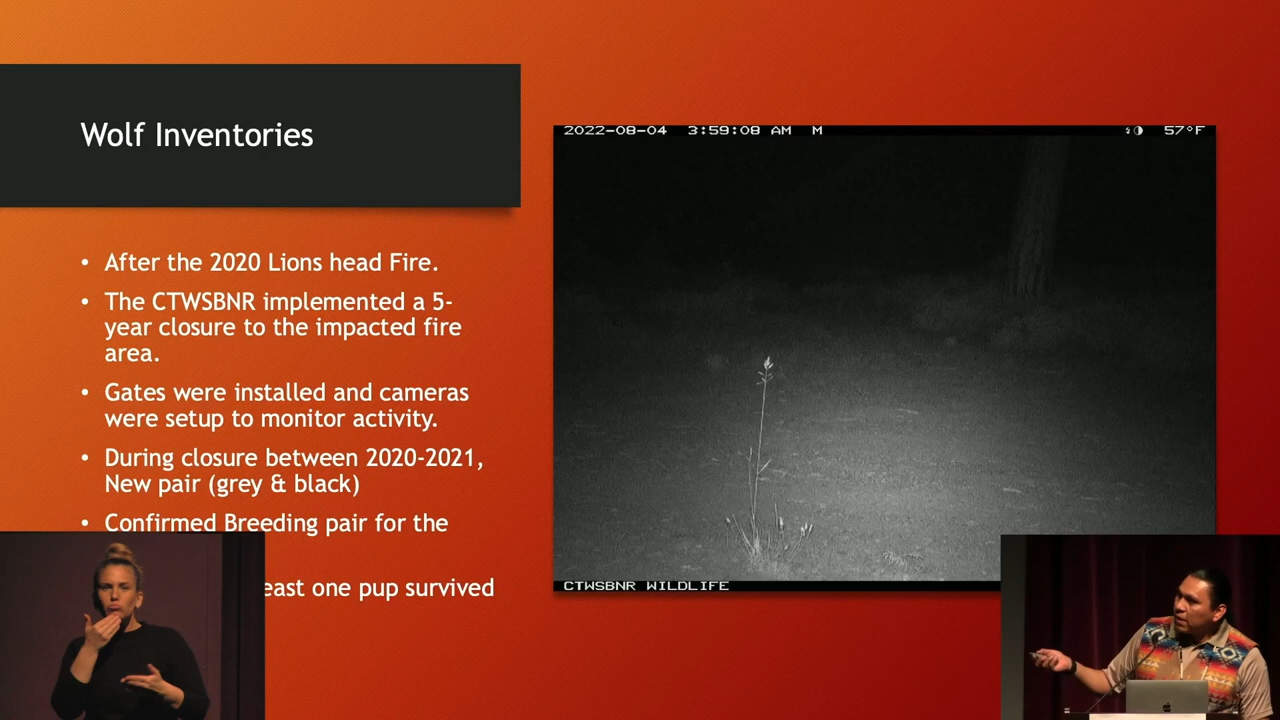 Wolf Inventories
• After the 2020 Lions head Fire.
• The CTWSBNR implemented a 5-
year closure to the impacted fire
area.
• Gates were installed and cameras
were setup to monitor activity.
• During closure between 2020-2021,
New pair (grey & black)
• Confirmed Breeding pair for the
one pup survived
2022-08-04 3:59:08 AM M 57°F
CTWSBNR WILDLIFE